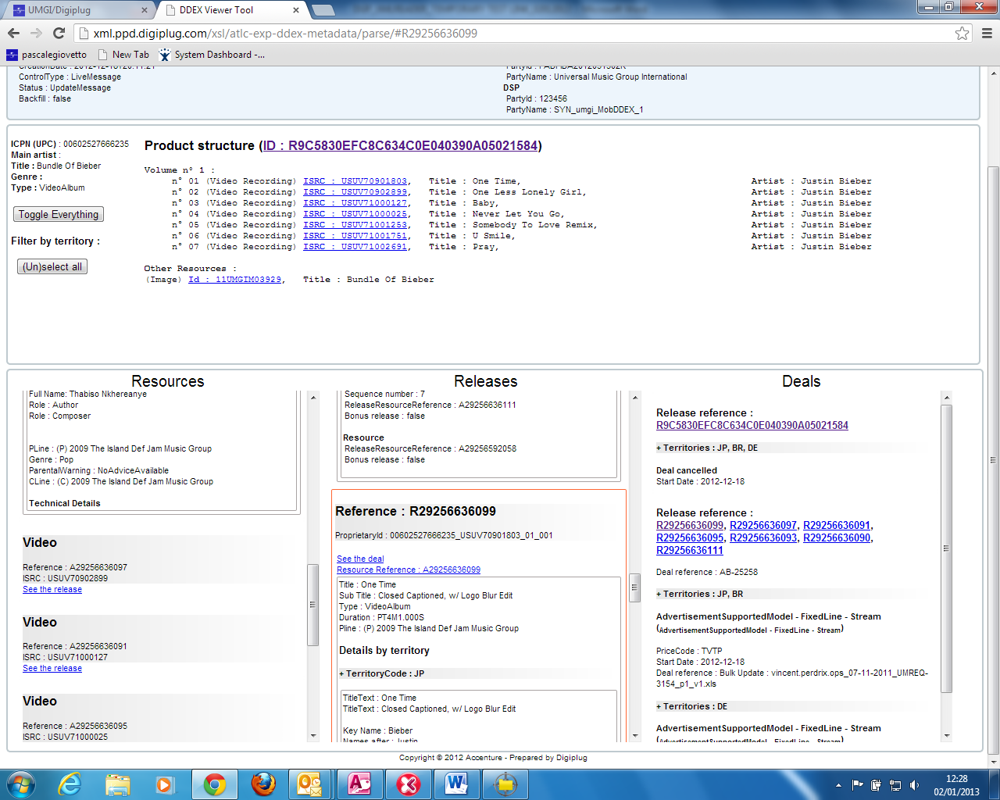 UMGI/Digiplug
DDEX Viewer Tool
xml.ppd.digiplug.com/xsl/atlc-exp-ddex-metadata/parse/#R29256636099
pascalegiovetto
New Tab
System Dashboard -...
ControlType : LiveMessage
Status : UpdateMessage
Backfill : false
PartyName : Universal Music Group International
DSP
PartyId : 123456
PartyName : SYN_umgi_MobDDEX_1
ICPN (UPC) : 00602527666235
Main artist :
Title : Bundle Of Bieber
Genre :
Type : VideoAlbum
Toggle Everything
Filter by territory :
(Un)select all
Product structure (ID : R9C5830EFC8C634C0E040390A05021584)
Volume n° 1 :
n° 01 (Video Recording) ISRC : USUV70901803, Title : One Time, Artist : Justin Bieber
n° 02 (Video Recording) ISRC : USUV70902899, Title : One Less Lonely Girl, Artist : Justin Bieber
n° 03 (Video Recording) ISRC : USUV71000127, Title : Baby, Artist : Justin Bieber
n° 04 (Video Recording) ISRC : USUV71000025, Title : Never Let You Go, Artist : Justin Bieber
n° 05 (Video Recording) ISRC : USUV71001253, Title : Somebody To Love Remix, Artist : Justin Bieber
n° 06 (Video Recording) ISRC : USUV71001751, Title : U Smile, Artist : Justin Bieber
n° 07 (Video Recording) ISRC : USUV71002691, Title : Pray, Artist : Justin Bieber
Other Resources :
(Image) Id : 11UMGIM03929, Title : Bundle Of Bieber
Resources
Full Name: Thabiso Nkhereanye
Role : Author
Role : Composer
PLine : (P) 2009 The Island Def Jam Music Group
Genre : Pop
ParentalWarning : NoAdviceAvailable
CLine : (C) 2009 The Island Def Jam Music Group
Technical Details
Video
Reference : A29256636097
ISRC : USUV70902899
See the release
Video
Reference : A29256636091
ISRC : USUV71000127
See the release
Video
Reference : A29256636095
ISRC : USUV71000025
Releases
Sequence number : 7
ReleaseResourceReference : A29256636111
Bonus release : false
Resource
ReleaseResourceReference : A29256592058
Bonus release : false
Reference : R29256636099
ProprietaryId : 00602527666235_USUV70901803_01_001
See the deal
Resource Reference : A29256636099
Title : One Time
Sub Title : Closed Captioned, w/ Logo Blur Edit
Type : VideoAlbum
Duration : PT4M1.000S
Pline : (P) 2009 The Island Def Jam Music Group
Details by territory
+ TerritoryCode : JP
TitleText : One Time
TitleText : Closed Captioned, w/ Logo Blur Edit
Key Name : Bieber
Names after : Justin
Deals
Release reference :
R9C5830EFC8C634C0E040390A05021584
+ Territories : JP, BR, DE
Deal cancelled
Start Date : 2012-12-18
Release reference :
R29256636099, R29256636097, R29256636091,
R29256636095, R29256636093, R29256636090,
R29256636111
Deal reference : AB-25258
+ Territories : JP, BR
AdvertisementSupportedModel - FixedLine - Stream
(AdvertisementSupportedModel - FixedLine - Stream)
PriceCode : TVTP
Start Date : 2012-12-18
Deal reference : Bulk Update : vincent.perdrix.ops_07-11-2011_UMREQ-
3154_p1_v1.xls
+ Territories : DE
AdvertisementSupportedModel - FixedLine - Stream
(AdvertisementSupportedModel - FixedLine - Stream)
Copyright © 2012 Accenture - Prepared by Digiplug
12:28
02/01/2013